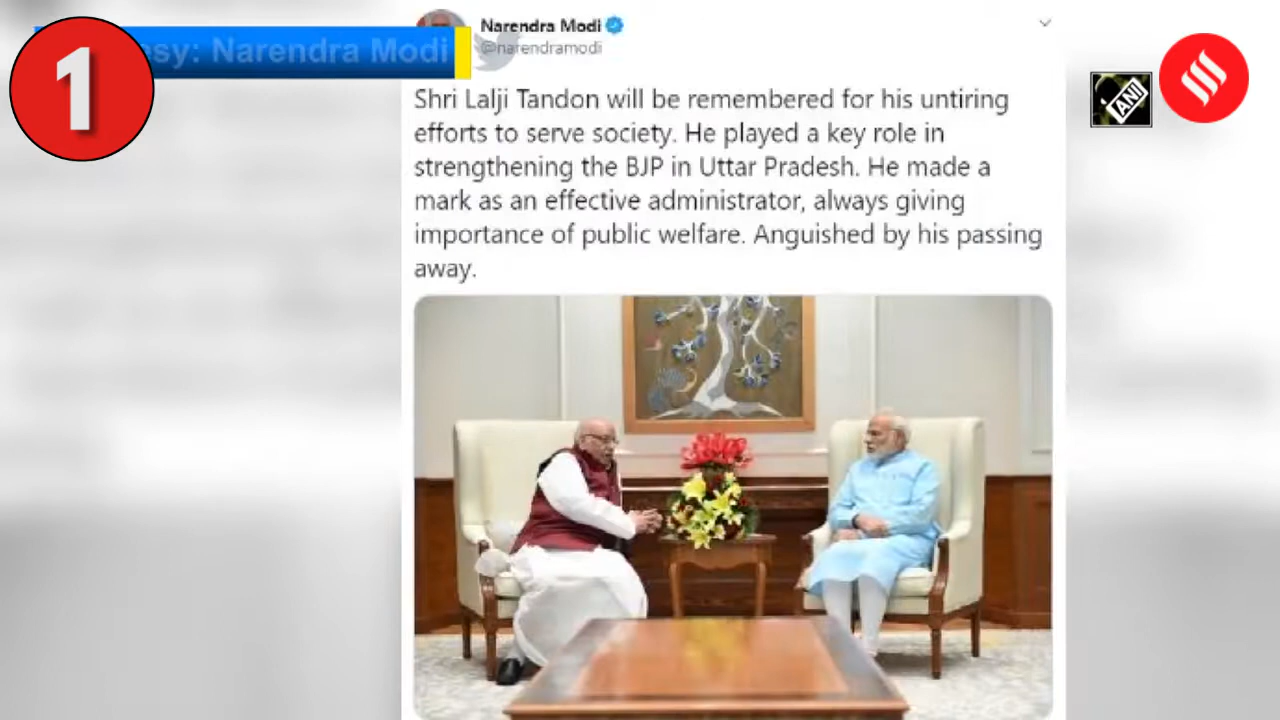 1
esy: Narendra Modi
Narendra Modi
@narendramodi
ANI
Shri Lalji Tandon will be remembered for his untiring
efforts to serve society. He played a key role in
strengthening the BJP in Uttar Pradesh. He made a
mark as an effective administrator, always giving
importance of public welfare. Anguished by his passing
away.